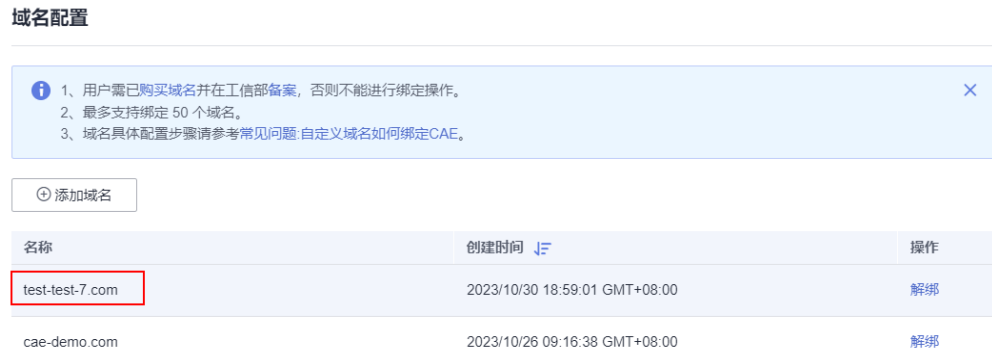 域名配置
1、用户需已购买域名并在工信部备案，否则不能进行绑定操作。
2、最多支持绑定 50 个域名。
3、域名具体配置步骤请参考常见问题:自定义域名如何绑定CAE。
添加域名
名称 创建时间 操作
test-test-7.com 2023/10/30 18:59:01 GMT+08:00 解绑
cae-demo.com 2023/10/26 09:16:38 GMT+08:00 解绑